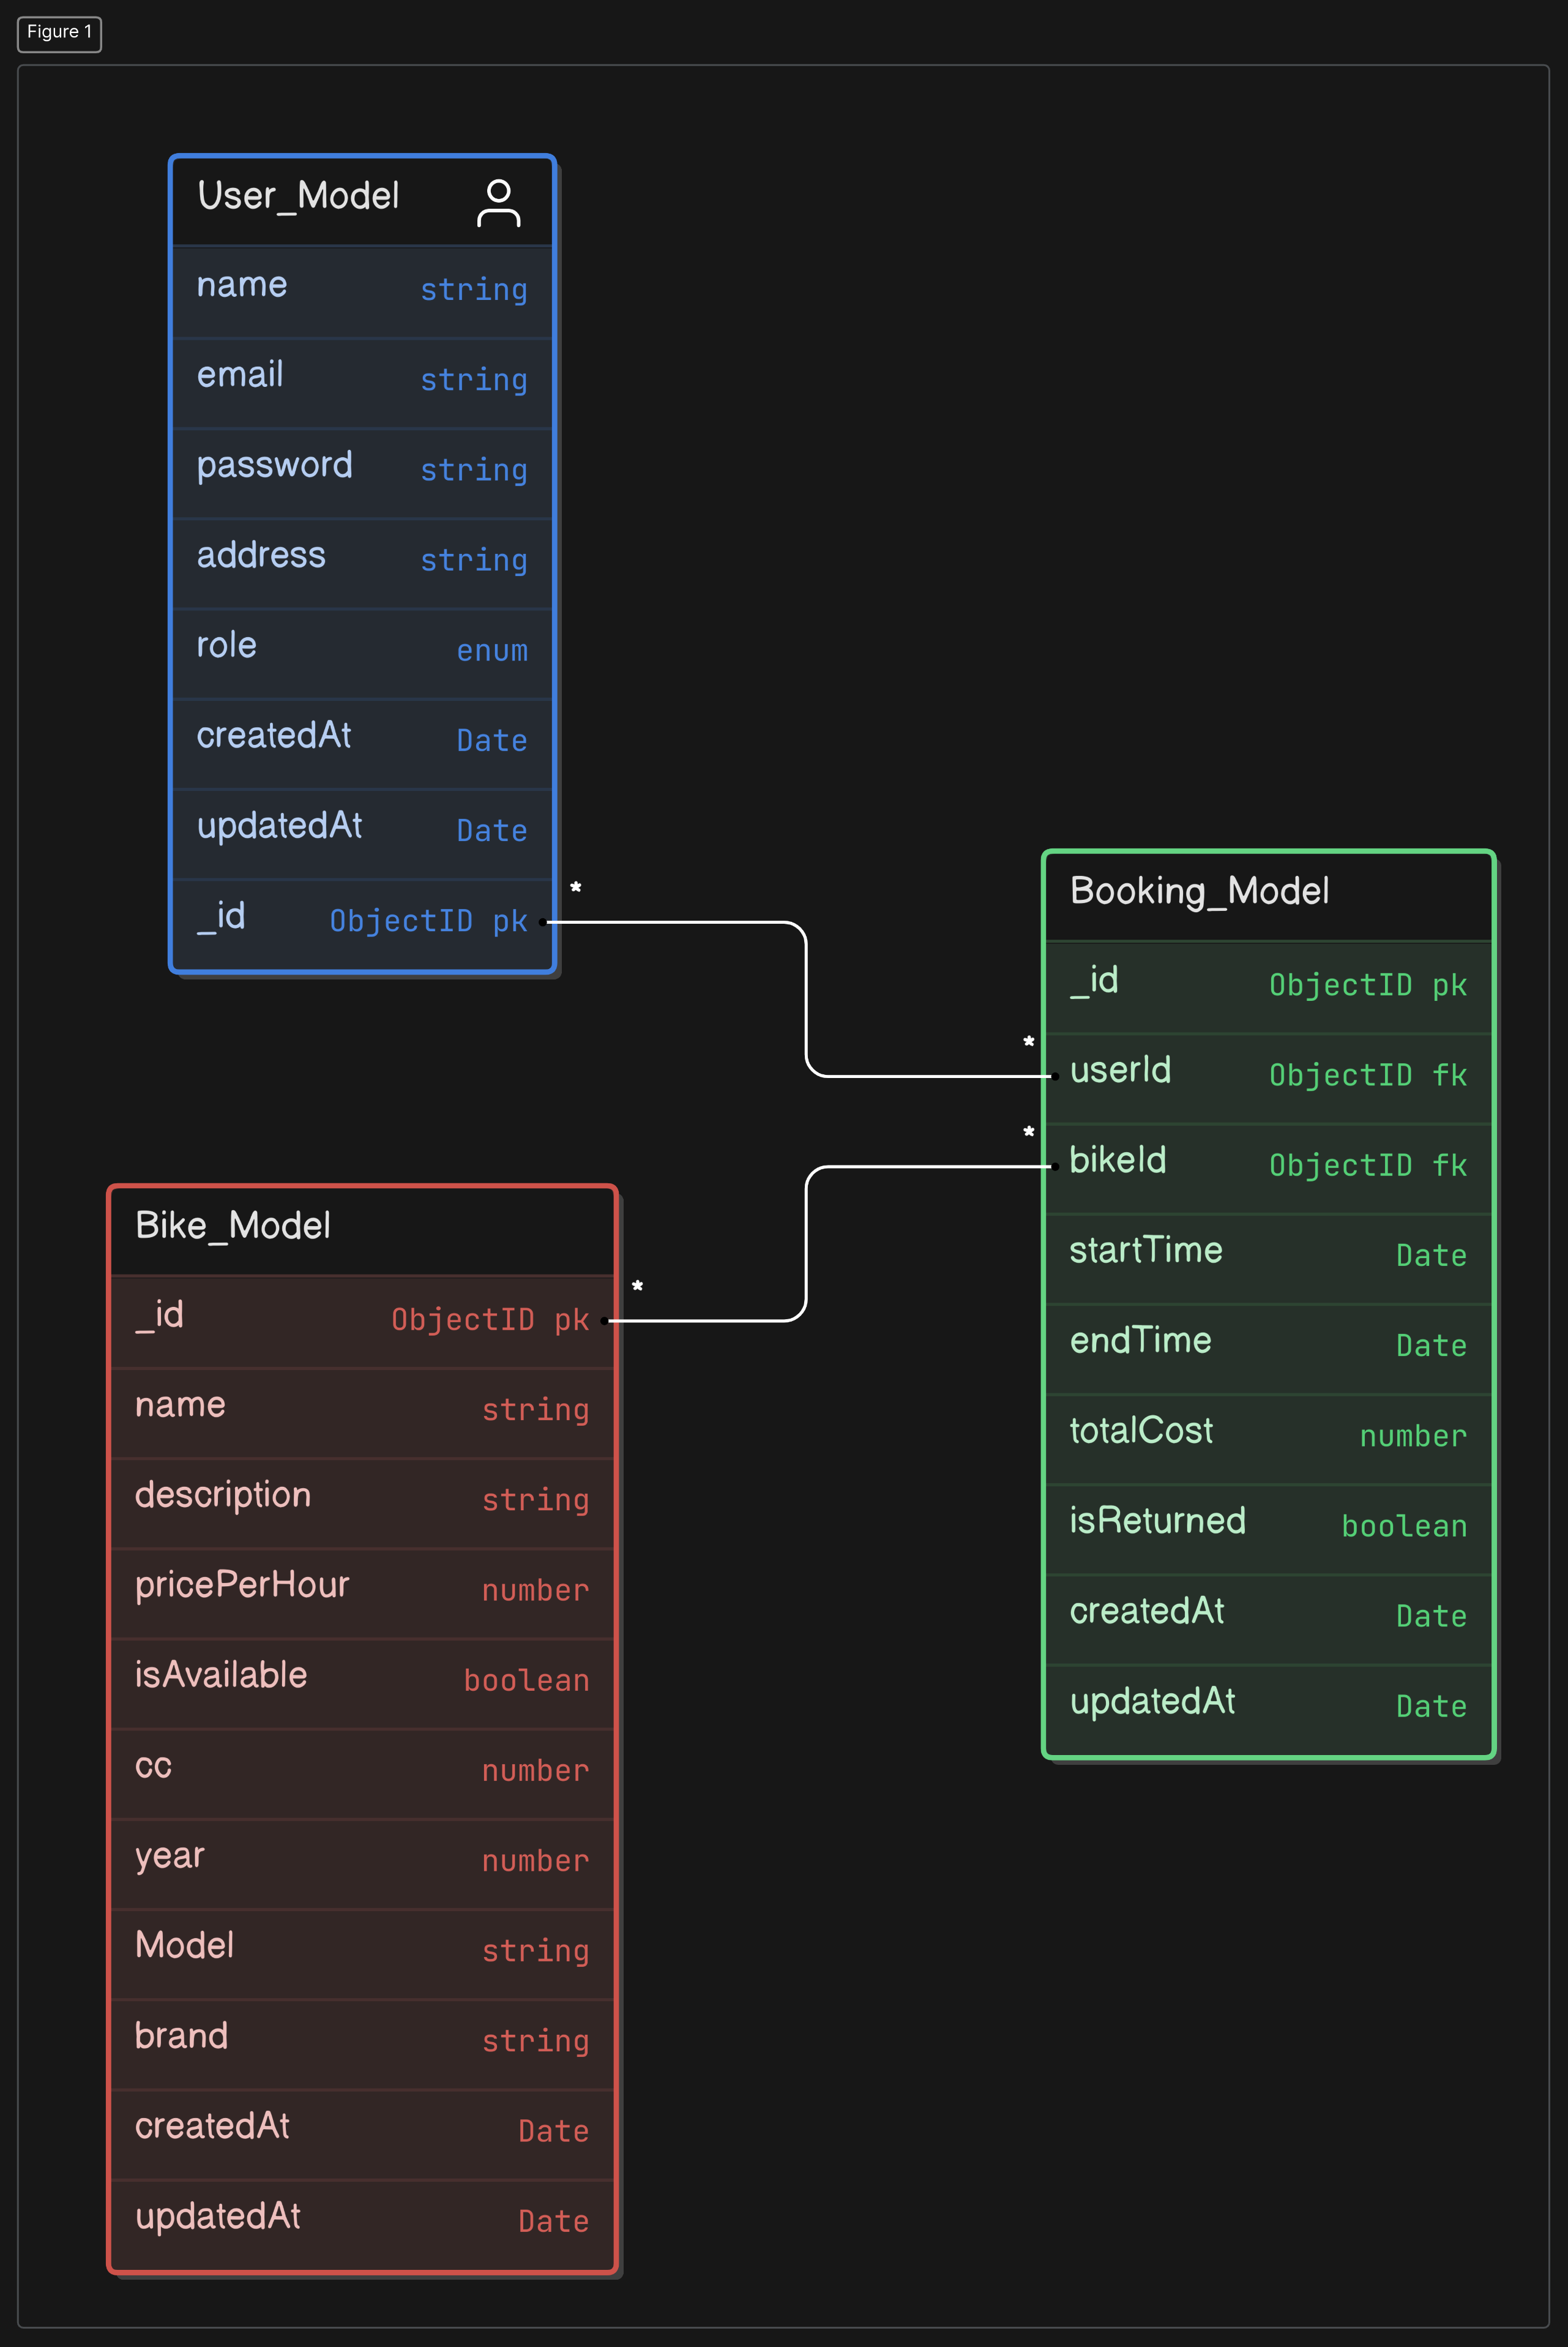 Figure 1
User_Model
name string
email string
password string
address string
role enum
createdAt Date
updatedAt Date
_id ObjectID pk
*
*
*
*
Booking_Model
_id ObjectID pk
userId ObjectID fk
bikeId ObjectID fk
startTime Date
endTime Date
totalCost number
isReturned boolean
createdAt Date
updatedAt Date
Bike_Model
_id ObjectID pk
name string
description string
pricePerHour number
isAvailable boolean
cc number
year number
Model string
brand string
createdAt Date
updatedAt Date